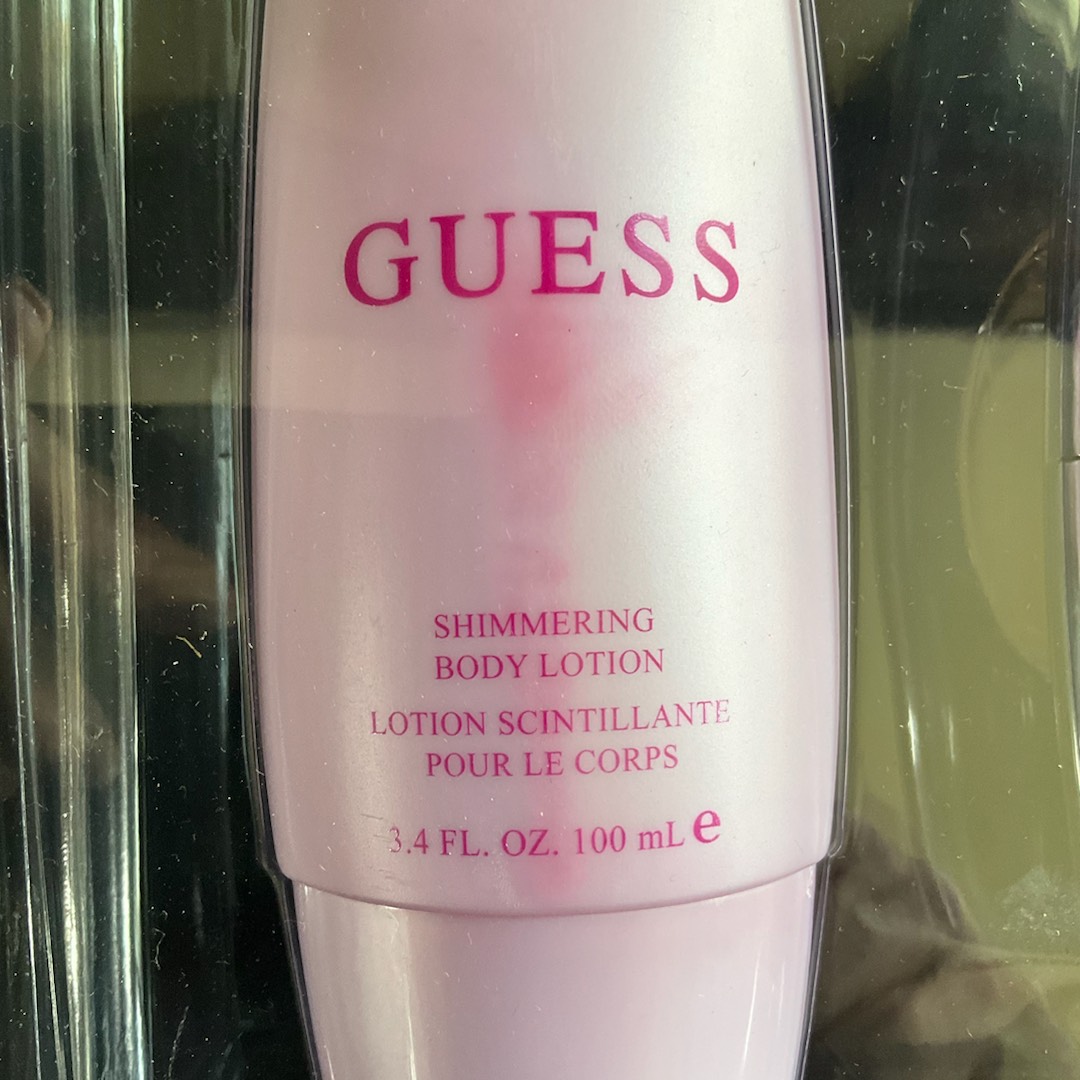 GUESS
SHIMMERING
BODY LOTION
LOTION SCINTILLANTE
POUR LE CORPS
3.4 FL. OZ. 100 mL e